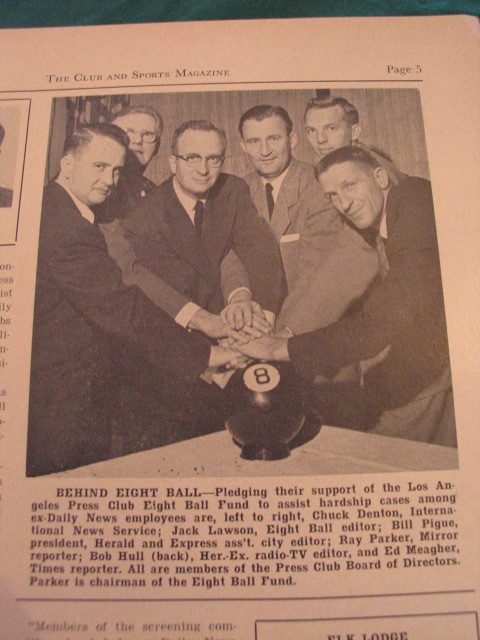 THE CLUB AND SPORTS MAGAZINE
Page 5
8
BEHIND EIGHT BALL—Pledging their support of the Los An-
geles Press Club Eight Ball Fund to assist hardship cases among
ex-Daily News employees are, left to right, Chuck Denton, Interna-
tional News Service; Jack Lawson, Eight Ball editor; Bill Pigue,
president, Herald and Express ass't. city editor; Ray Parker, Mirror
reporter; Bob Hull (back), Her.-Ex. radio-TV editor, and Ed Meagher,
Times reporter. All are members of the Press Club Board of Directors.
Parker is chairman of the Eight Ball Fund.
"Members of the screening com-
ELK LODGE